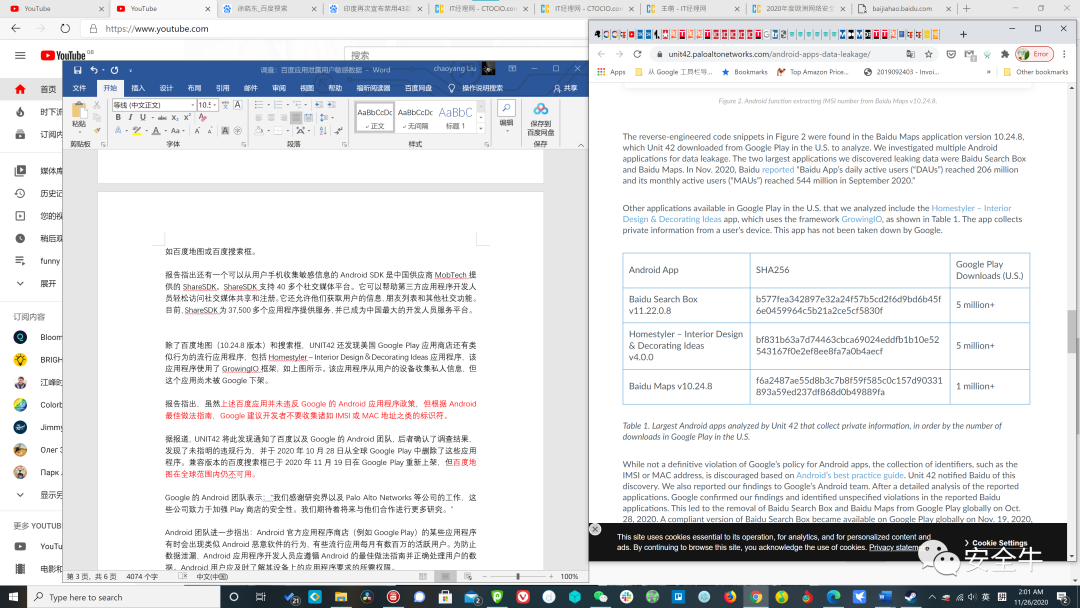 YouTube
YouTube
徐晓东_百度搜索
印度再次宣布禁用43款
IT经理网 - CTOCIO.com
IT经理网 - CTOCIO.com
王萌 - IT经理网
2020年度欧洲网络安全
baijiahao.baidu.com
https://www.youtube.com
YouTube
搜索
首页
时下流
订阅内
媒体库
历史记
您的视
稍后观
funny
展开
订阅内容
Bloom
BRIGH
江峰时
Colorb
Jimmy
Олег З
Парк
显示另
更多 YOUTUB
YouTu
电影和
调查：百度应用泄露用户敏感数据 - Word
chaoyang Liu
文件 开始 插入 设计 布局 引用 邮件 审阅 视图 帮助 福昕阅读器 百度网盘 操作说明搜索 共享
粘贴
等线 (中文正文) 10.5
AaBbCcDc AaBbCcDc AaBbC
正文 无间隔 标题 1
编辑
保存到
百度网盘
剪贴板 字体 段落 样式 保存
如百度地图或百度搜索框。
报告指出还有一个可以从用户手机收集敏感信息的 Android SDK 是中国供应商 MobTech 提
供的 ShareSDK。ShareSDK 支持 40 多个社交媒体平台。它可以帮助第三方应用程序开发人
员轻松访问社交媒体共享和注册。它还允许他们获取用户的信息, 朋友列表和其他社交功能。
目前, ShareSDK 为 37,500 多个应用程序提供服务, 并已成为中国最大的开发人员服务平台。
除了百度地图（10.24.8 版本）和搜索框，UNIT42 还发现美国 Google Play 应用商店还有类
似行为的流行应用程序，包括 Homestyler – Interior Design＆Decorating Ideas 应用程序，该
应用程序使用了 GrowingIO 框架，如上图所示。该应用程序从用户的设备收集私人信息，但
这个应用尚未被 Google 下架。
报告指出，虽然上述百度应用并未违反 Google 的 Android 应用程序政策，但根据 Android
最佳做法指南，Google 建议开发者不要收集诸如 IMSI 或 MAC 地址之类的标识符。
据报道，UNIT42 将此发现通知了百度以及 Google 的 Android 团队, 后者确认了调查结果,
发现了未指明的违规行为，并于 2020 年 10 月 28 日从全球 Google Play 中删除了这些应用
程序。兼容版本的百度搜索框已于 2020 年 11 月 19 日在 Google Play 重新上架，但百度地
图在全球范围内仍还不可用。
Google 的 Android 团队表示："我们感谢研究界以及 Palo Alto Networks 等公司的工作，这
些公司致力于加强 Play 商店的安全性。我们期待着将来与他们合作进行更多研究。"
Android 团队进一步指出：Android 官方应用程序商店（例如 Google Play）的某些应用程序
有时会出现类似 Android 恶意软件的行为, 有些流行应用每月有数百万的活跃用户。为防止
数据泄漏，Android 应用程序开发人员应遵循 Android 的最佳做法指南并正确处理用户的数
据。Android 用户应及时了解其设备上的应用程序要求的所需权限。
第 3 页，共 6 页 4074 个字 中文(中国) 100%
unit42.paloaltonetworks.com/android-apps-data-leakage/
Error
Apps 从 Google 工具栏导... Bookmarks Top Amazon Price... 2019092403 - Invoi... » Other bookmarks
Figure 2. Android function extracting IMSI number from Baidu Maps v10.24.8.
The reverse-engineered code snippets in Figure 2 were found in the Baidu Maps application version 10.24.8,
which Unit 42 downloaded from Google Play in the U.S. to analyze. We investigated multiple Android
applications for data leakage. The two largest applications we discovered leaking data were Baidu Search Box
and Baidu Maps. In Nov. 2020, Baidu reported "Baidu App's daily active users ("DAUs") reached 206 million
and its monthly active users ("MAUs") reached 544 million in September 2020."
Other applications available in Google Play in the U.S. that we analyzed include the Homestyler – Interior
Design & Decorating Ideas app, which uses the framework GrowingIO, as shown in Table 1. The app collects
private information from a user's device. This app has not been taken down by Google.
Android App SHA256 Google Play
Downloads (U.S.)
Baidu Search Box b577fea342897e32a24f57b5cd2f6d9bd6b45f 5 million+
v11.22.0.8 6e0459964c5b21a2ce5cf5830f
Homestyler – Interior Design bf831b63a7d74463cbca69024eddfb1b10e52 5 million+
& Decorating Ideas 543167f0e2ef8ee8fa7a0b4aecf
v4.0.0
Baidu Maps v10.24.8 f6a2487ae55d8b3c7b8f59f585c0c157d90331 1 million+
893a59ed237df868d0b49889fa
Table 1. Largest Android apps analyzed by Unit 42 that collect private information, in order by the number of
downloads in Google Play in the U.S.
While not a definitive violation of Google's policy for Android apps, the collection of identifiers, such as the
IMSI or MAC address, is discouraged based on Android's best practice guide. Unit 42 notified Baidu of this
discovery. We also reported our findings to Google's Android team. After a detailed analysis of the reported
applications, Google confirmed our findings and identified unspecified violations in the reported Baidu
applications. This led to the removal of Baidu Search Box and Baidu Maps from Google Play globally on Oct.
28, 2020. A compliant version of Baidu Search Box became available on Google Play globally on Nov. 19, 2020,
This site uses cookies essential to its operation, for analytics, and for personalized content and
ads. By continuing to browse this site, you acknowledge the use of cookies. Privacy statement
Cookie Settings
安全牛
Type here to search
英
2:01 AM
11/26/2020